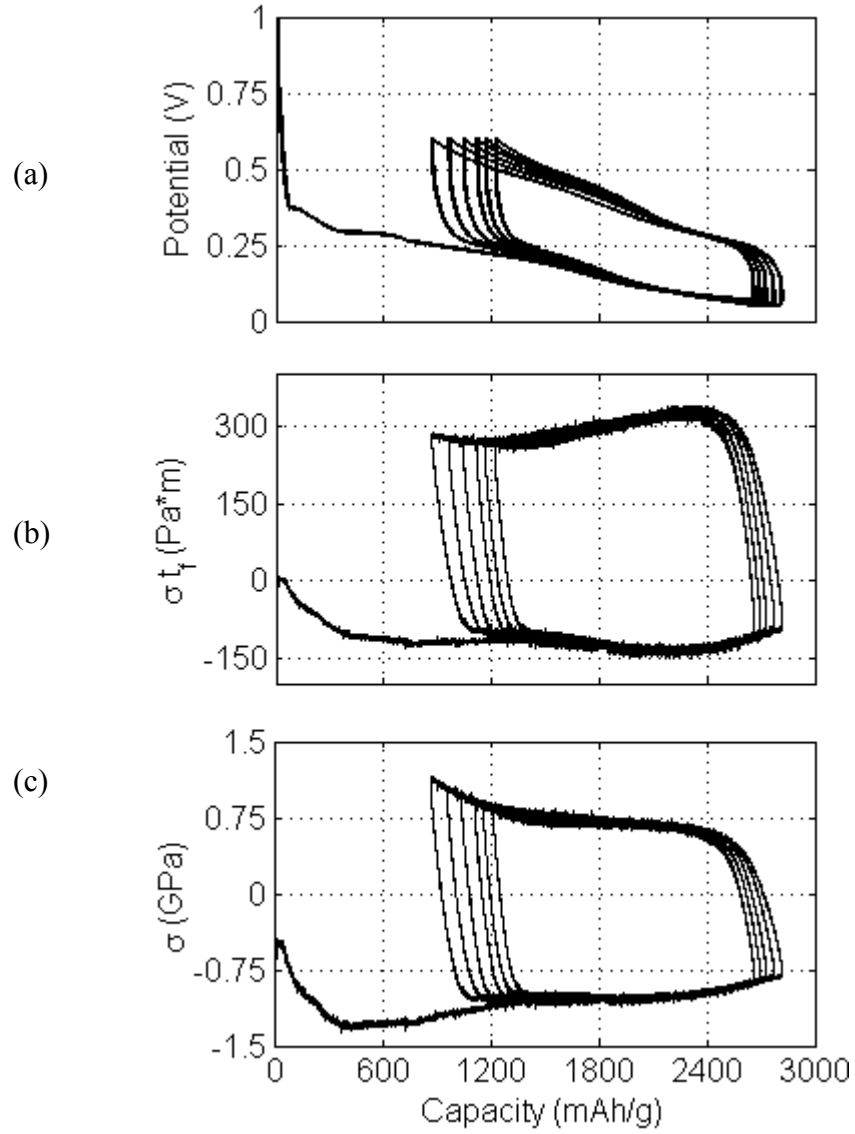 (a)
Potential (V)
1
0.75
0.5
0.25
0
(b)
σ t_f (Pa*m)
300
150
0
-150
(c)
σ (GPa)
1.5
0.75
0
-0.75
-1.5
0 600 1200 1800 2400 3000
Capacity (mAh/g)